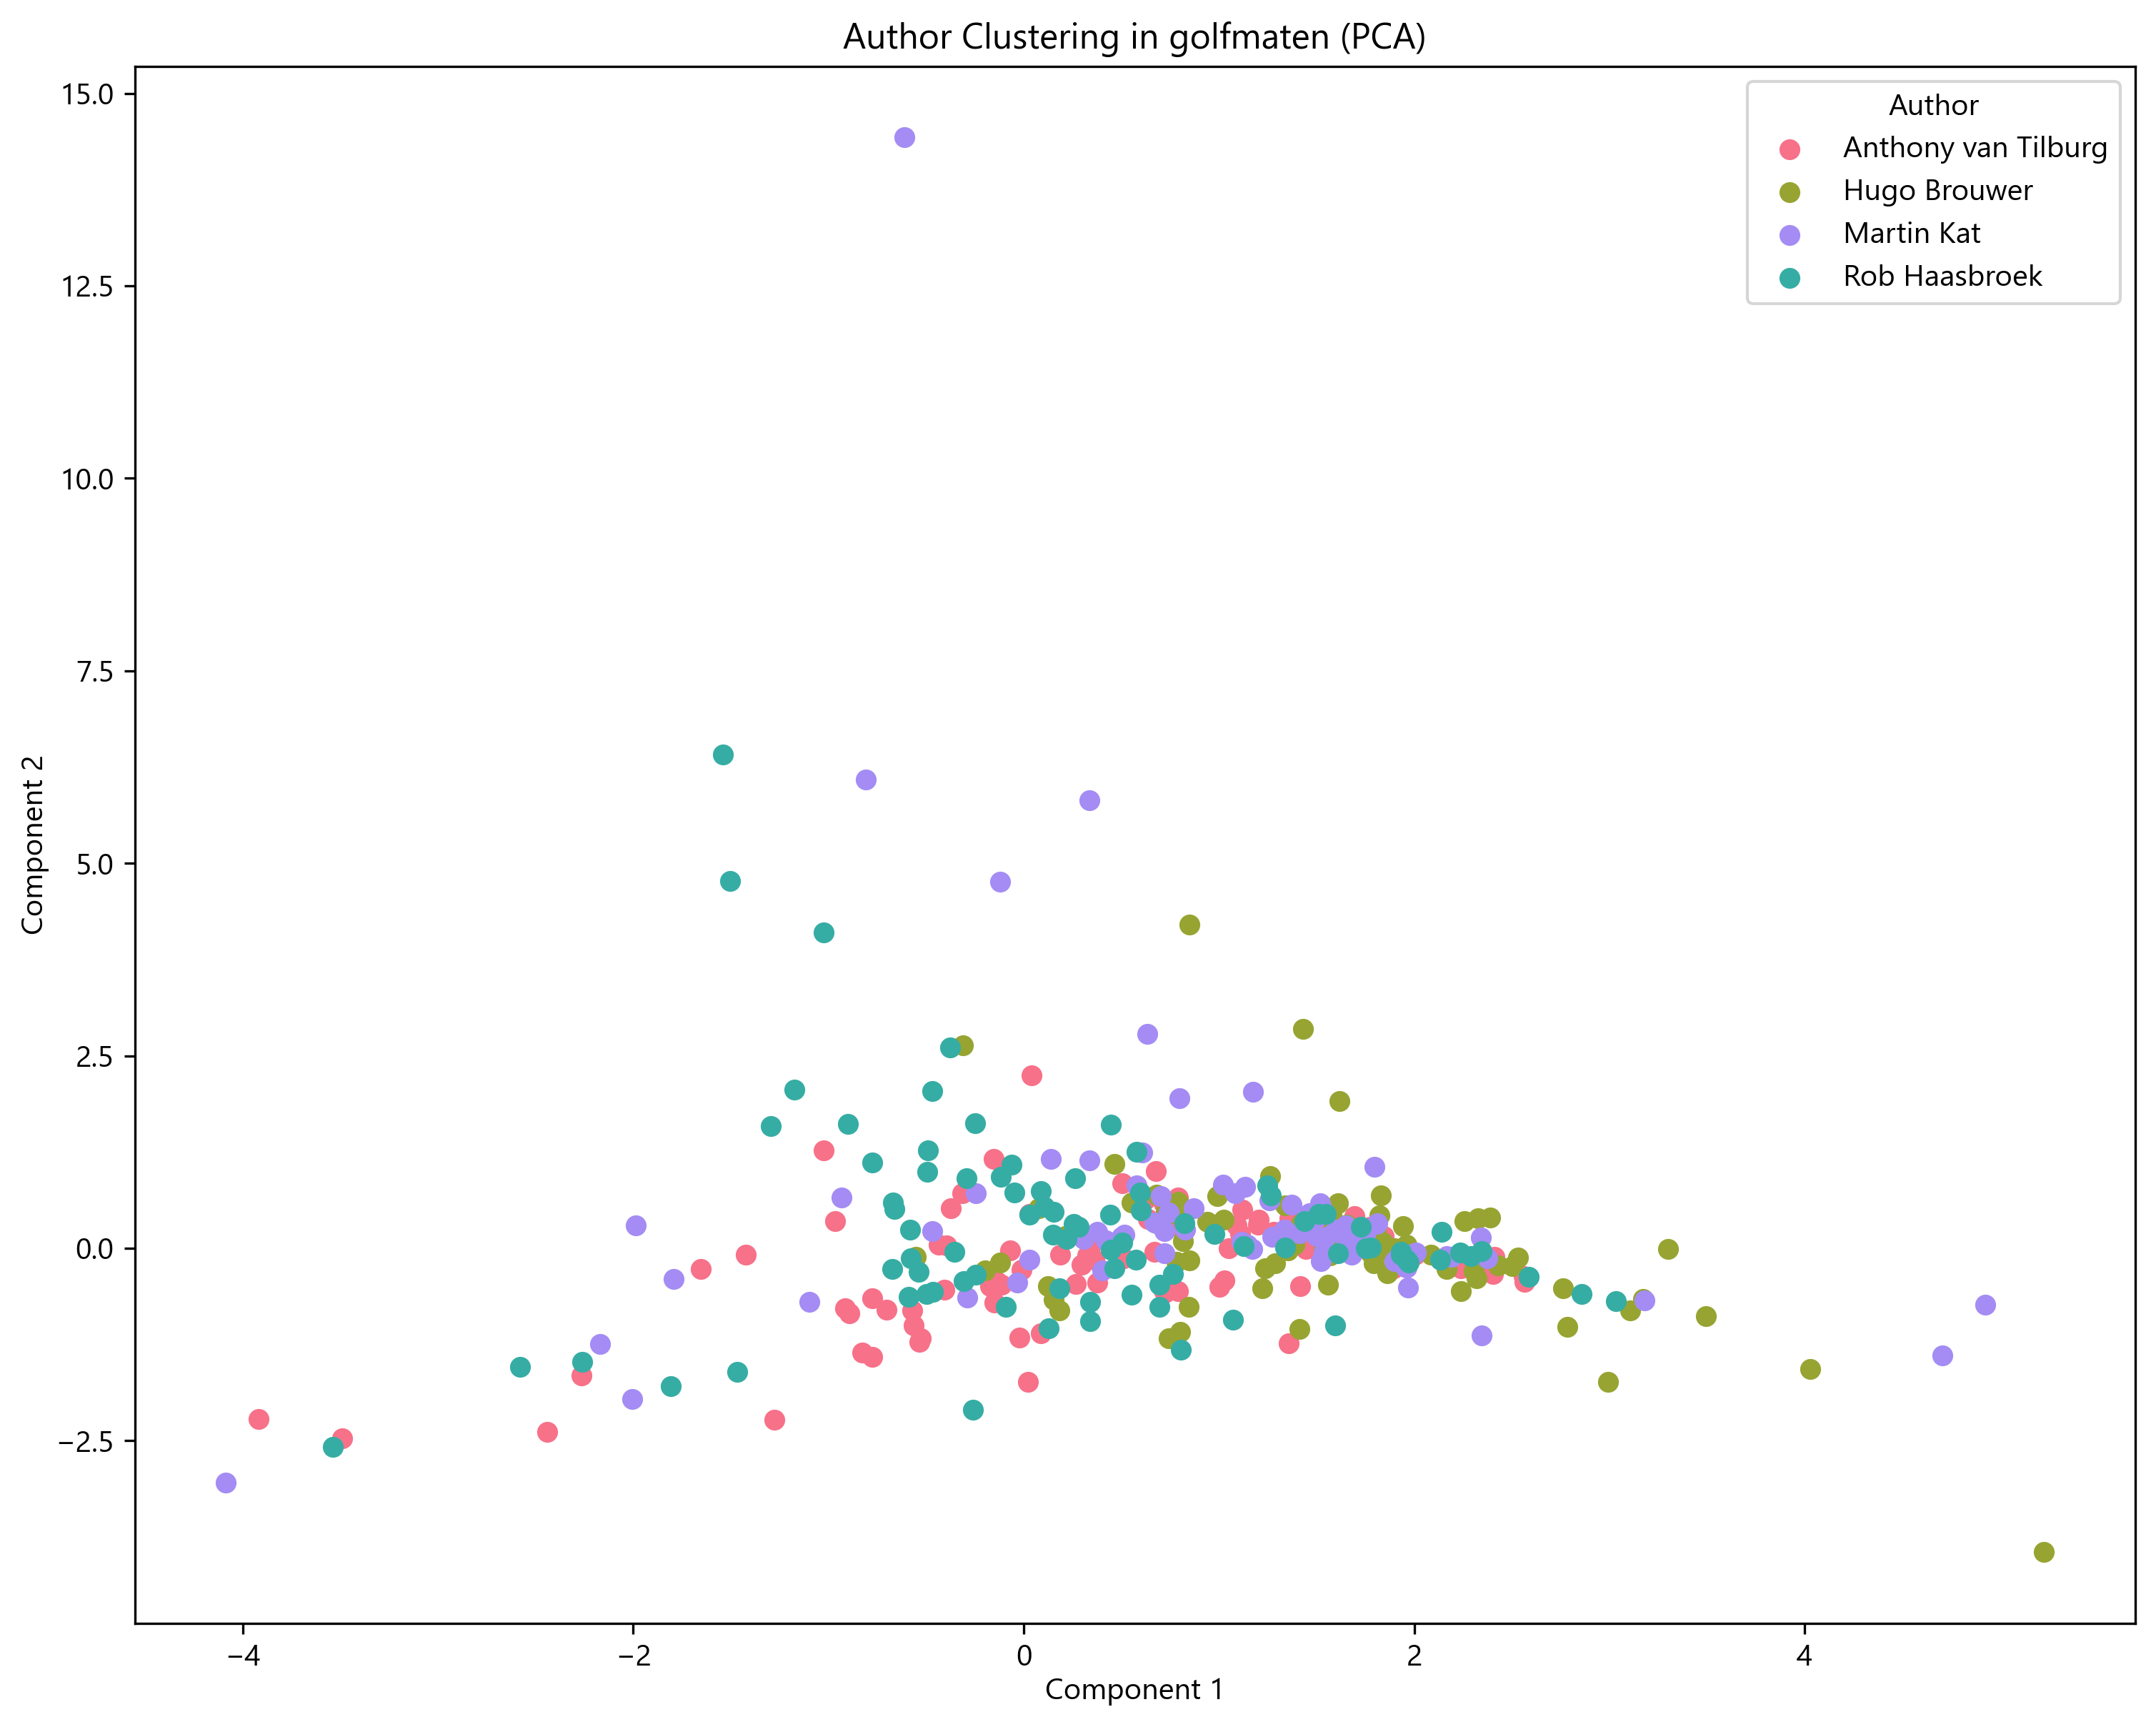 Author Clustering in golfmaten (PCA)
Author
Anthony van Tilburg
Hugo Brouwer
Martin Kat
Rob Haasbroek
15.0
12.5
10.0
7.5
5.0
2.5
0.0
−2.5
Component 2
−4
−2
0
2
4
Component 1